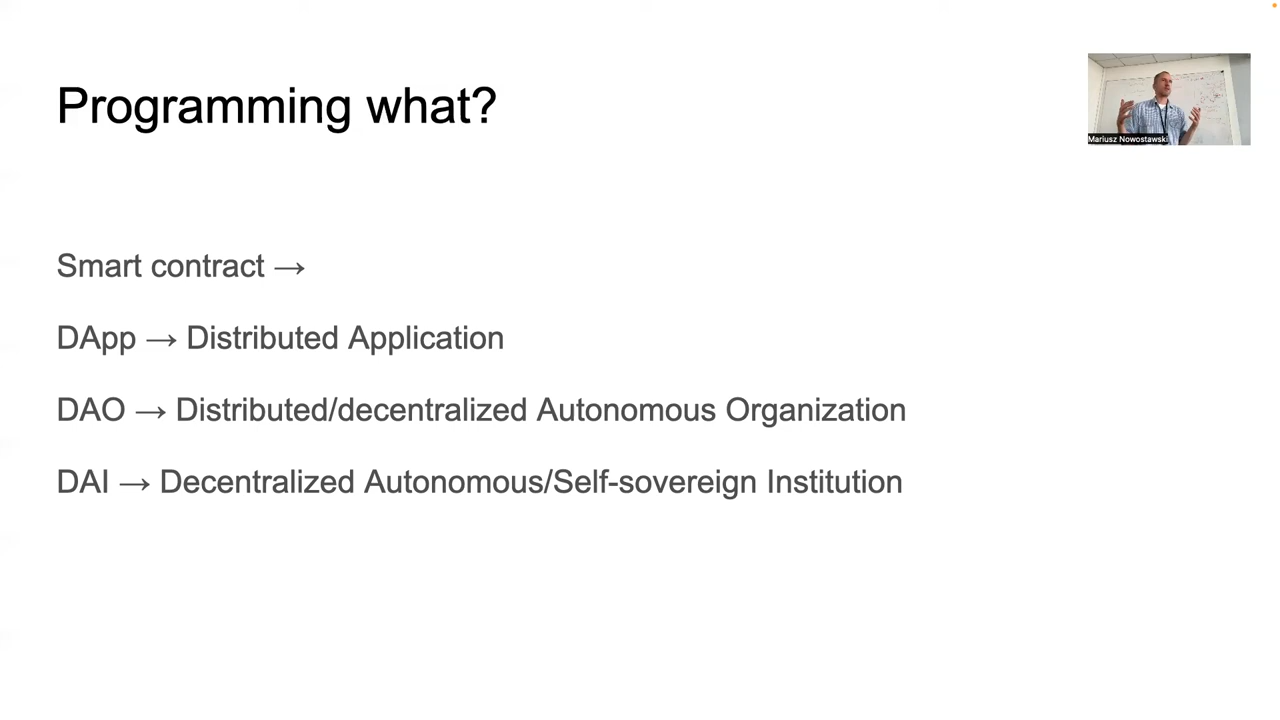 Programming what?
Mariusz Nowostawski
Smart contract →
DApp → Distributed Application
DAO → Distributed/decentralized Autonomous Organization
DAI → Decentralized Autonomous/Self-sovereign Institution